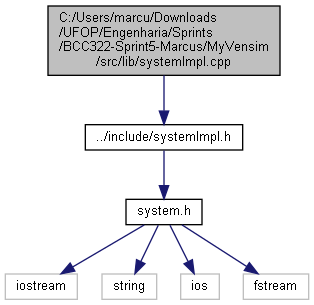 C:/Users/marcu/Downloads
/UFOP/Engenharia/Sprints
/BCC322-Sprint5-Marcus/MyVensim
/src/lib/systemImpl.cpp
../include/systemImpl.h
system.h
iostream
string
ios
fstream